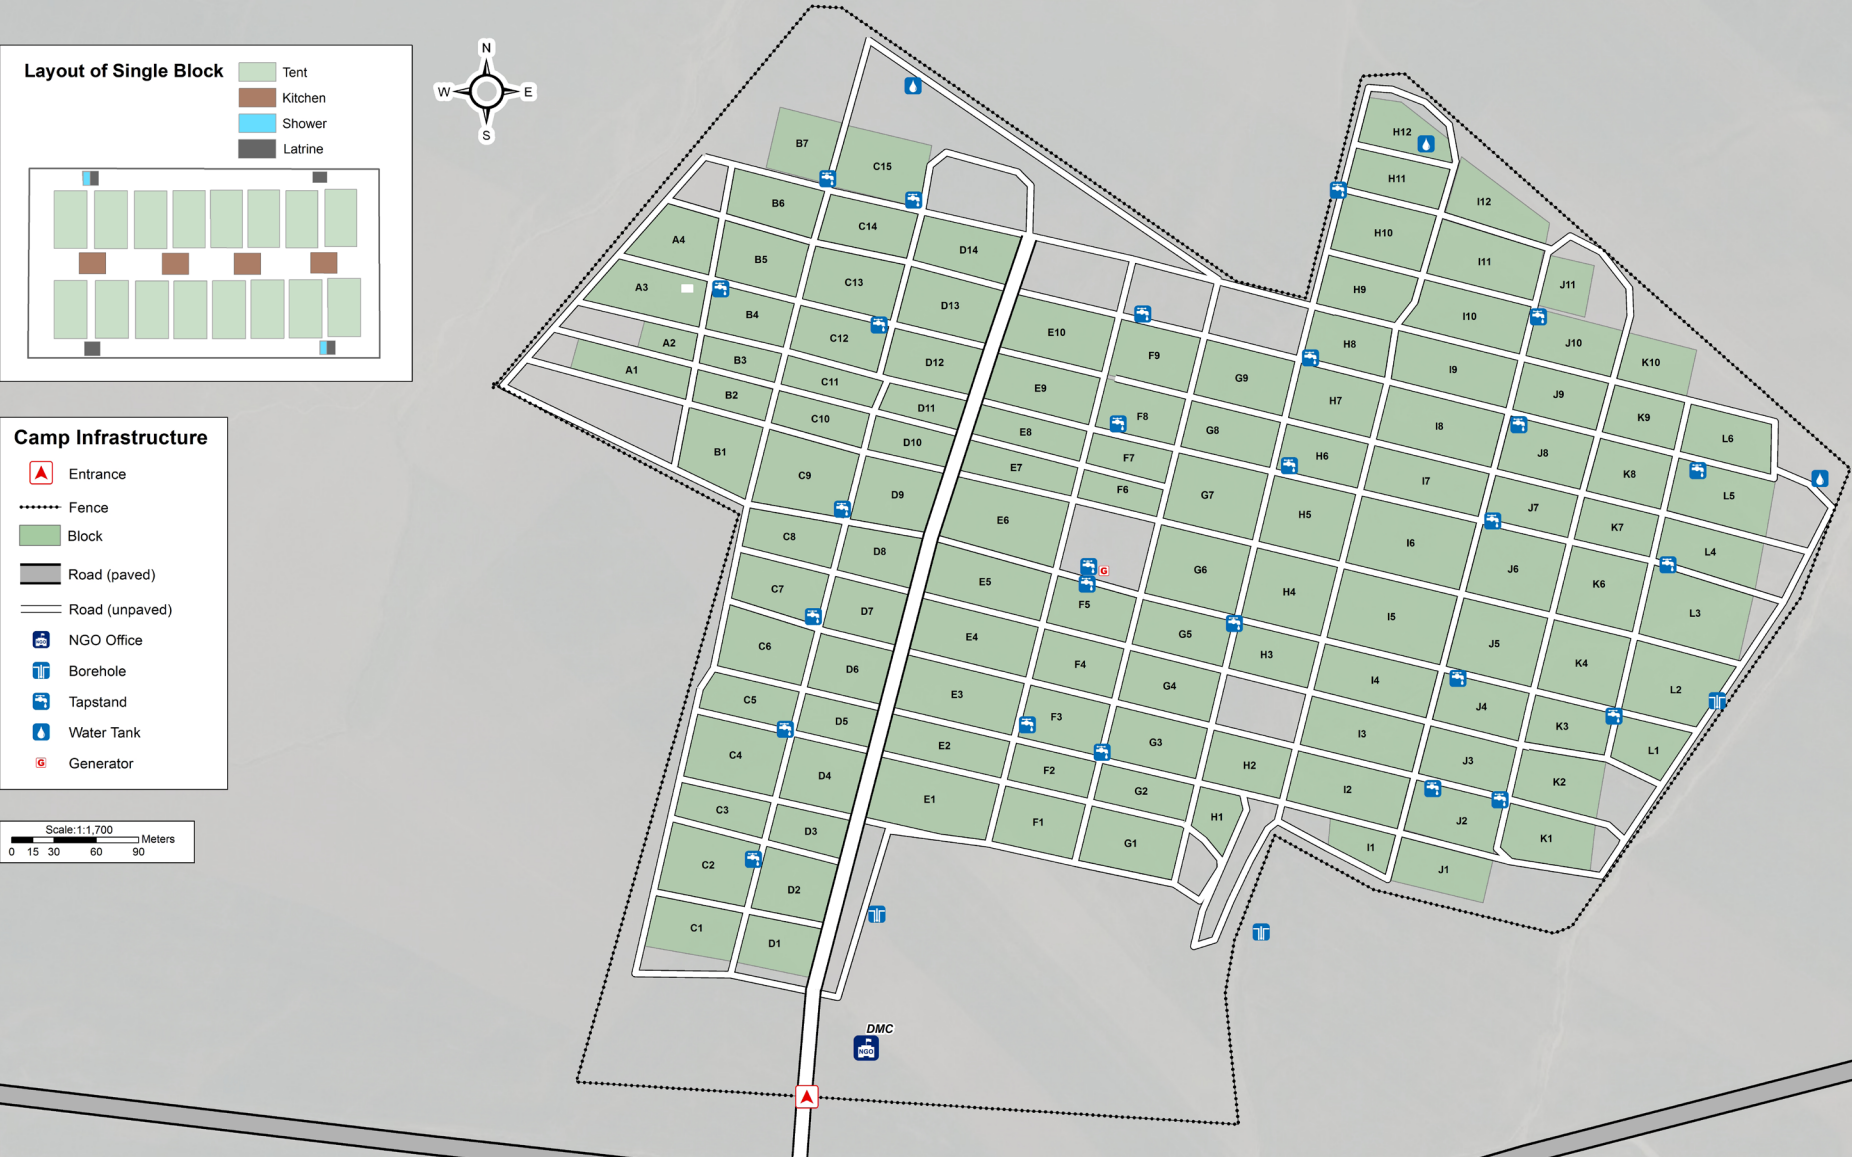 Layout of Single Block
Tent
Kitchen
Shower
Latrine
N
W E
S
Camp Infrastructure
Entrance
Fence
Block
Road (paved)
Road (unpaved)
NGO Office
Borehole
Tapstand
Water Tank
G Generator
Scale:1:1,700
Meters
0 15 30 60 90
B7
C15
B6
C14
A4
B5
D14
A3
C13
B4
D13
C12
A2
B3
D12
A1
C11
B2
D11
C10
D10
B1
C9
D9
C8
D8
C7
D7
C6
D6
C5
D5
C4
D4
C3
D3
C2
D2
C1
D1
E10
F9
E9
G9
F8
G8
E8
F7
E7
F6
G7
E6
G
G6
E5
F5
G5
E4
F4
G4
E3
F3
G3
E2
F2
G2
E1
F1
G1
H1
H12
H11
I12
H10
I11
H9
J11
I10
H8
J10
I9
K10
H7
J9
I8
K9
L6
H6
J8
I7
K8
L5
H5
J7
I6
K7
L4
J6
H4
K6
I5
L3
H3
J5
K4
I4
L2
J4
I3
K3
H2
J3
L1
I2
K2
J2
K1
I1
J1
DMC
NGO